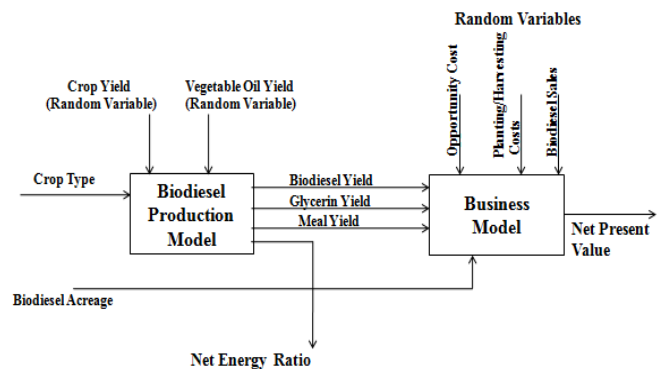 Random Variables
Crop Yield
(Random Variable)
Vegetable Oil Yield
(Random Variable)
Opportunity Cost
Planting/Harvesting
Costs
Biodiesel Sales
Crop Type
Biodiesel
Production
Model
Biodiesel Yield
Glycerin Yield
Meal Yield
Business
Model
Net Present
Value
Biodiesel Acreage
Net Energy Ratio